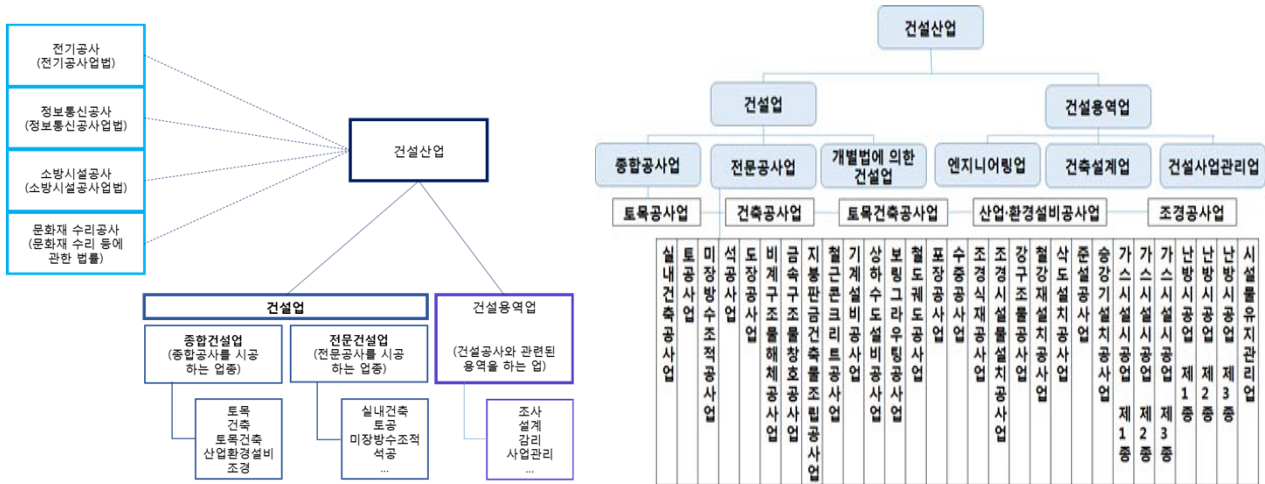 전기공사
(전기공사업법)
정보통신공사
(정보통신공사업법)
소방시설공사
(소방시설공사업법)
문화재 수리공사
(문화재 수리 등에
관한 법률)
건설산업
건설업
종합건설업
(종합공사를 시공
하는 업종)
전문건설업
(전문공사를 시공
하는 업종)
건설용역업
(건설공사와 관련된
용역을 하는 업)
토목
건축
토목건축
산업환경설비
조경
실내건축
토공
미장방수조적
석공
...
조사
설계
감리
사업관리
...
건설산업
건설업
건설용역업
종합공사업
전문공사업
개별법에 의한
건설업
엔지니어링업
건축설계업
건설사업관리업
토목공사업
건축공사업
토목건축공사업
산업·환경설비공사업
조경공사업
실내건축공사업
토공사업
미장방수조적공사업
석공사업
도장공사업
비계구조물해체공사업
금속구조물창호공사업
지붕판금건축물조립공사업
철근콘크리트공사업
기계설비공사업
상하수도설비공사업
보링그라우팅공사업
철도궤도공사업
포장공사업
수중공사업
조경식재공사업
조경시설물설치공사업
강구조물공사업
철강재설치공사업
삭도설치공사업
준설공사업
승강기설치공사업
가스시설시공업 제1종
가스시설시공업 제2종
가스시설시공업 제3종
난방시공업 제1종
난방시공업 제2종
난방시공업 제3종
시설물유지관리업